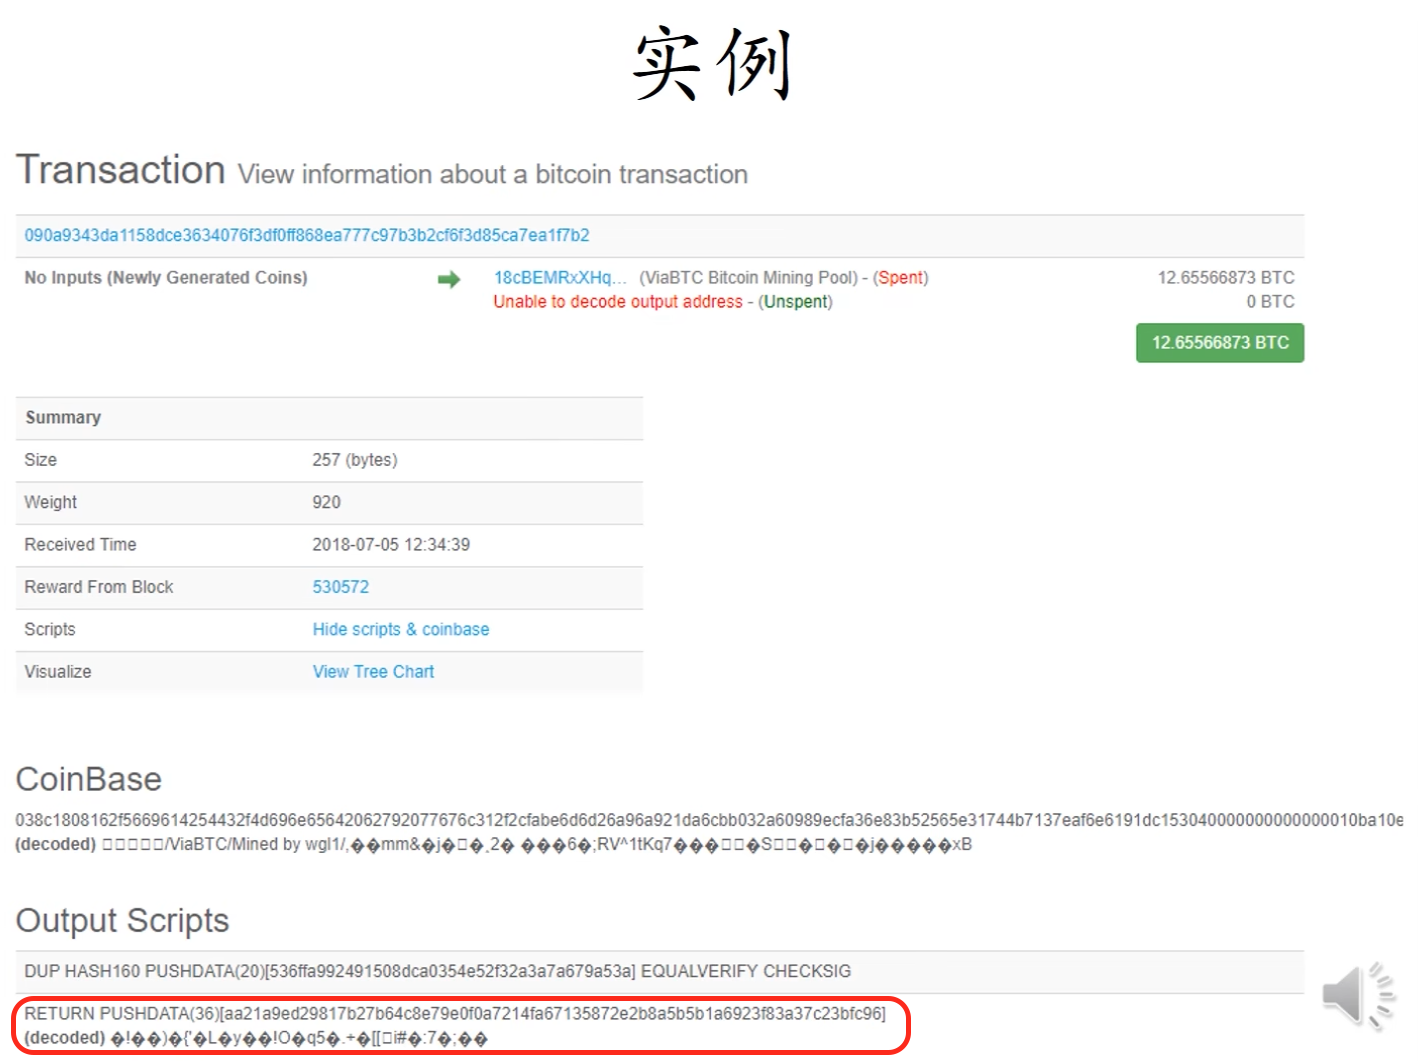 实例
Transaction View information about a bitcoin transaction
090a9343da1158dce3634076f3df0ff868ea777c97b3b2cf6f3d85ca7ea1f7b2
No Inputs (Newly Generated Coins) 18cBEMRxXHq... (ViaBTC Bitcoin Mining Pool) - (Spent) 12.65566873 BTC
Unable to decode output address - (Unspent) 0 BTC
12.65566873 BTC
Summary
Size 257 (bytes)
Weight 920
Received Time 2018-07-05 12:34:39
Reward From Block 530572
Scripts Hide scripts & coinbase
Visualize View Tree Chart
CoinBase
038c1808162f5669614254432f4d696e65642062792077676c312f2cfabe6d6d26a96a921da6cbb032a60989ecfa36e83b52565e31744b7137eaf6e6191dc153040000000000000010ba10e
(decoded) □□□□□/ViaBTC/Mined by wgl1/,��mm&�j�□�¸2� ���6�;RV^1tKq7���□□�S□□�□�□�j�����xB
Output Scripts
DUP HASH160 PUSHDATA(20)[536ffa992491508dca0354e52f32a3a7a679a53a] EQUALVERIFY CHECKSIG
RETURN PUSHDATA(36)[aa21a9ed29817b27b64c8e79e0f0a7214fa67135872e2b8a5b5b1a6923f83a37c23bfc96]
(decoded) �!��)�{'�L�y��!O�q5�.+�[[□i#�:7�;��